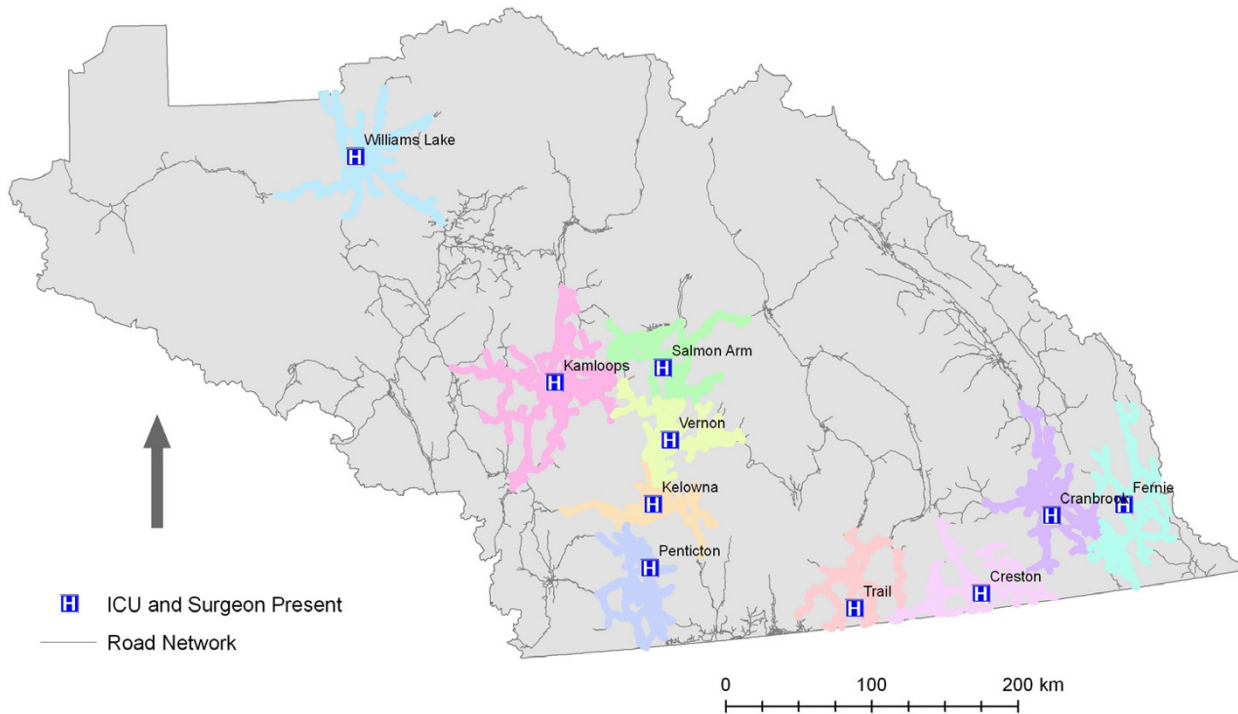 Williams Lake
H
Salmon Arm
H
Kamloops
H
Vernon
H
Kelowna
H
Fernie
H
Cranbrook
H
Penticton
H
Creston
H
Trail
H
H ICU and Surgeon Present
Road Network
0 100 200 km